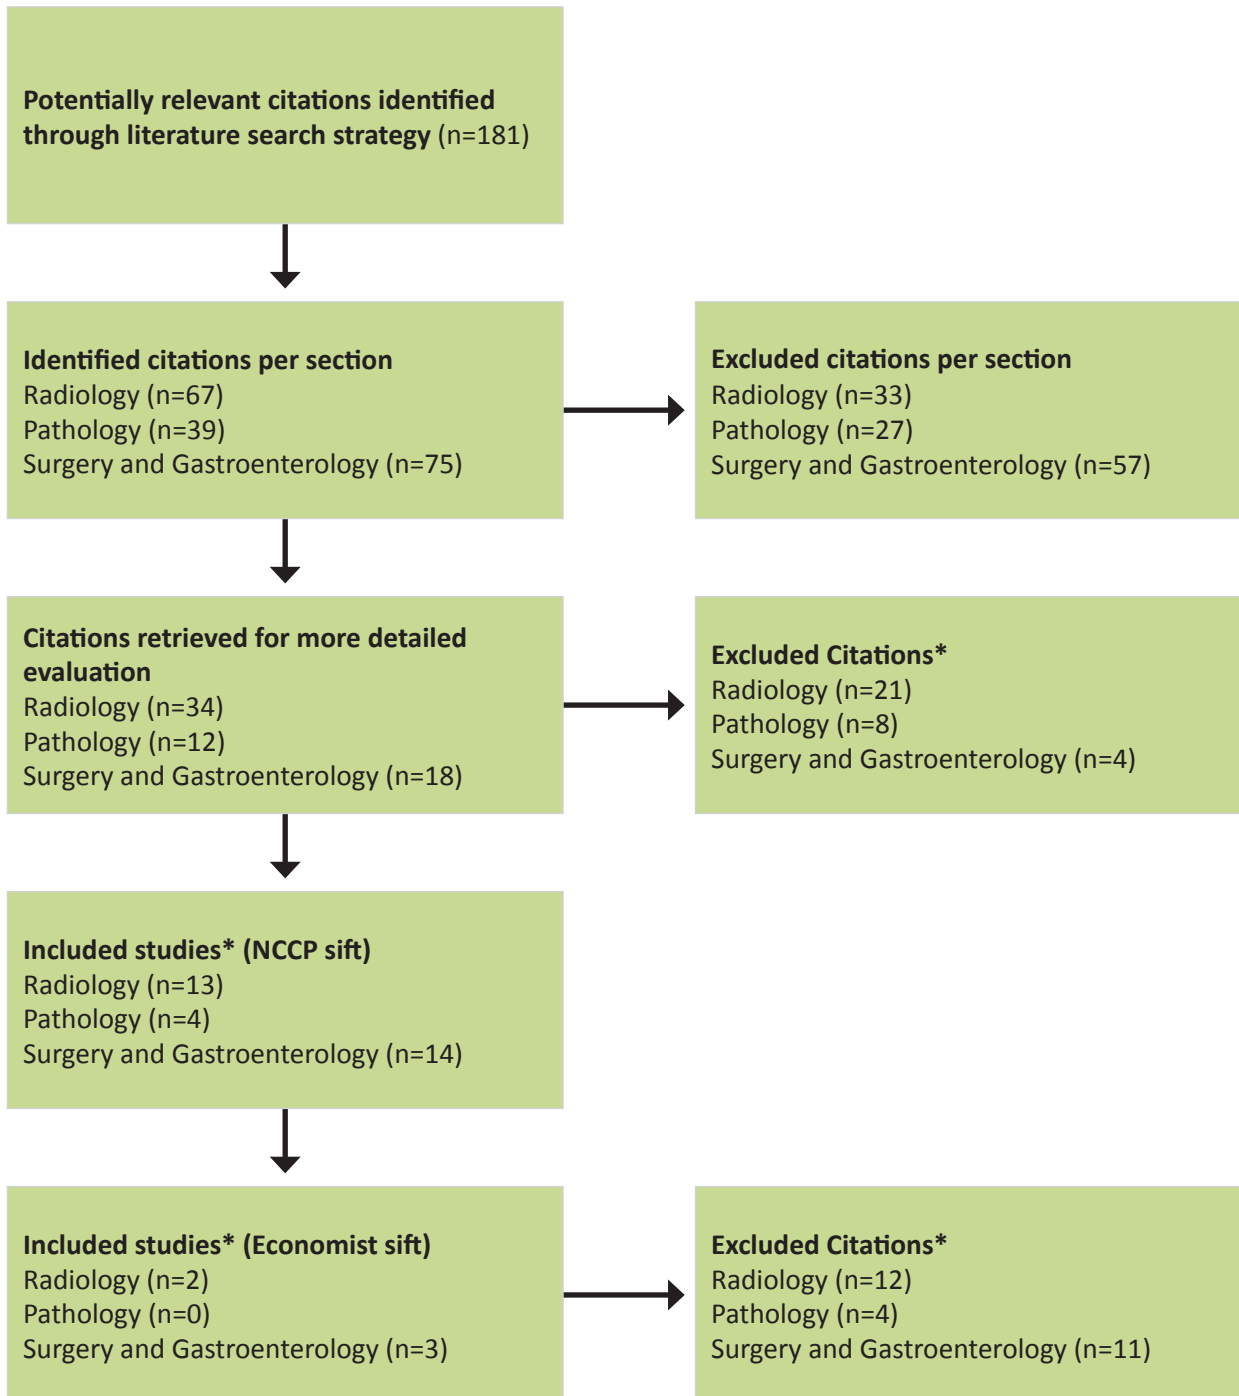 Potentially relevant citations identified
through literature search strategy (n=181)
Identified citations per section
Radiology (n=67)
Pathology (n=39)
Surgery and Gastroenterology (n=75)
Excluded citations per section
Radiology (n=33)
Pathology (n=27)
Surgery and Gastroenterology (n=57)
Citations retrieved for more detailed
evaluation
Radiology (n=34)
Pathology (n=12)
Surgery and Gastroenterology (n=18)
Excluded Citations*
Radiology (n=21)
Pathology (n=8)
Surgery and Gastroenterology (n=4)
Included studies* (NCCP sift)
Radiology (n=13)
Pathology (n=4)
Surgery and Gastroenterology (n=14)
Included studies* (Economist sift)
Radiology (n=2)
Pathology (n=0)
Surgery and Gastroenterology (n=3)
Excluded Citations*
Radiology (n=12)
Pathology (n=4)
Surgery and Gastroenterology (n=11)